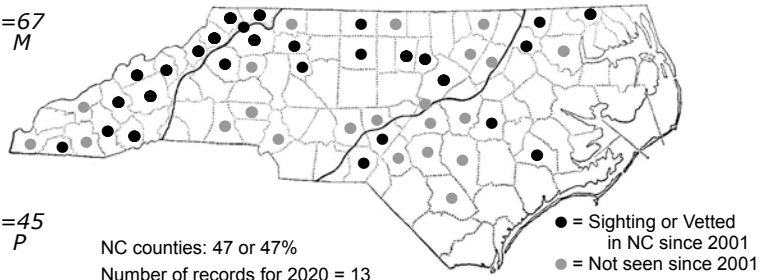 =67
M
=45
P
NC counties: 47 or 47%
Number of records for 2020 = 13
● = Sighting or Vetted
in NC since 2001
● = Not seen since 2001